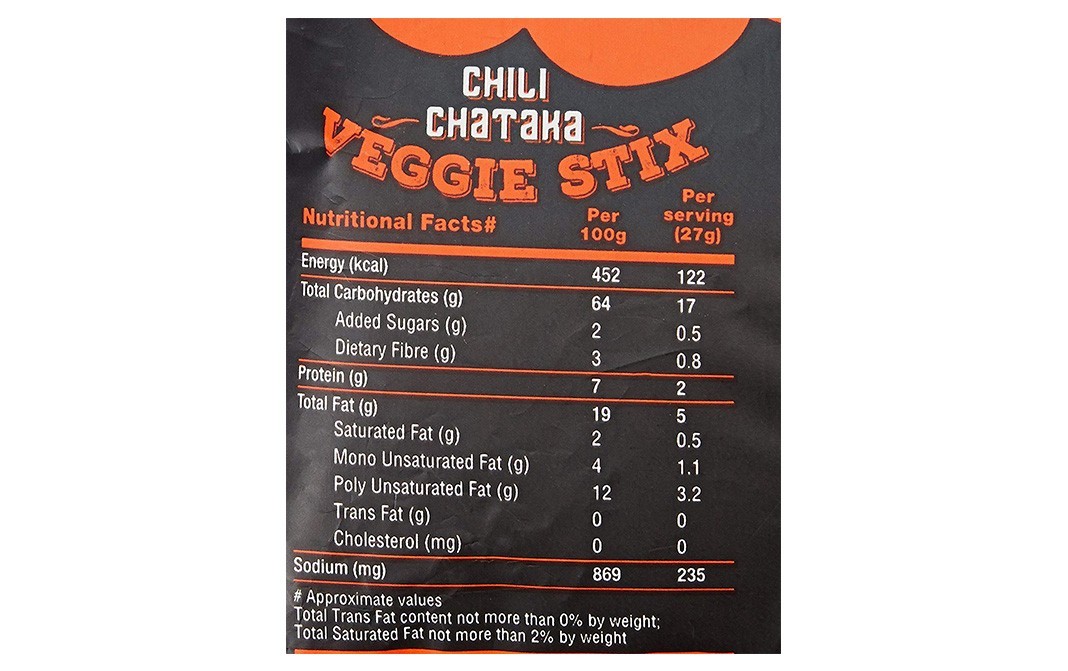 CHILI
CHATAKA
VEGGIE STIX
Nutritional Facts# Per 100g Per serving (27g)
Energy (kcal) 452 122
Total Carbohydrates (g) 64 17
Added Sugars (g) 2 0.5
Dietary Fibre (g) 3 0.8
Protein (g) 7 2
Total Fat (g) 19 5
Saturated Fat (g) 2 0.5
Mono Unsaturated Fat (g) 4 1.1
Poly Unsaturated Fat (g) 12 3.2
Trans Fat (g) 0 0
Cholesterol (mg) 0 0
Sodium (mg) 869 235
# Approximate values
Total Trans Fat content not more than 0% by weight;
Total Saturated Fat not more than 2% by weight